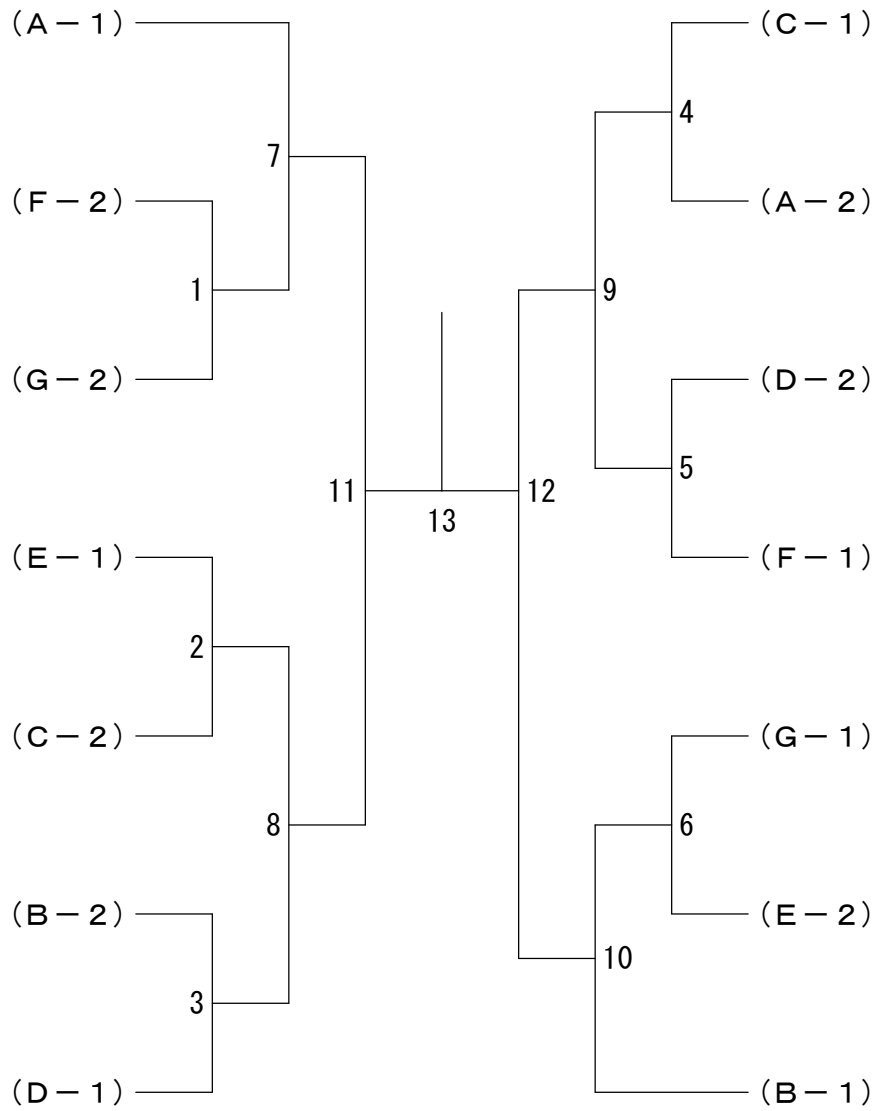 (A－1)
(C－1)
4
7
(F－2)
(A－2)
1
9
(G－2)
(D－2)
5
11
12
13
(E－1)
(F－1)
2
(C－2)
(G－1)
8
6
(B－2)
(E－2)
10
3
(D－1)
(B－1)